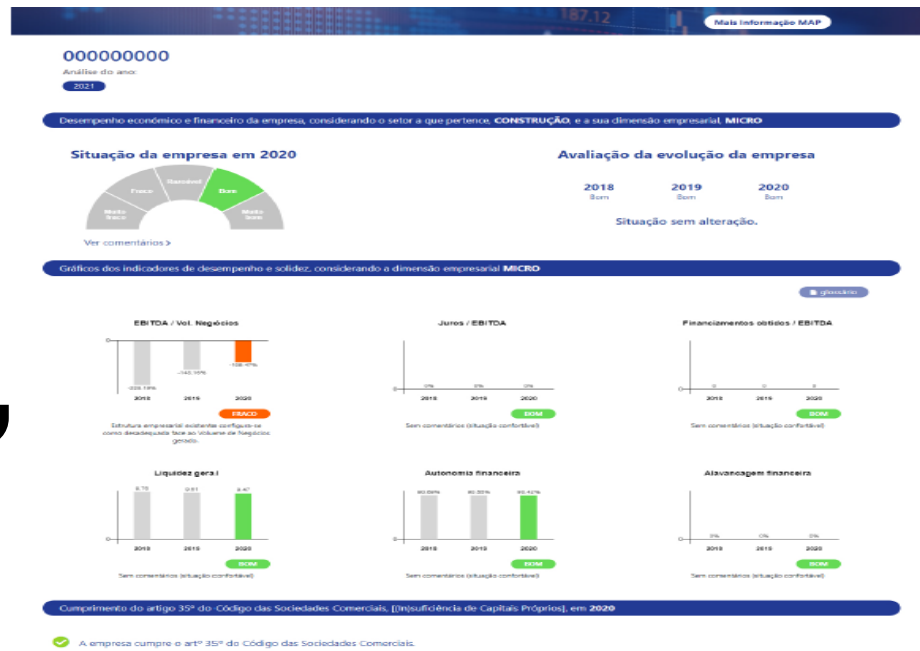 187.12
Mais Informação MAP
000000000
Análise do ano:
2021
Desempenho económico e financeiro da empresa, considerando o setor a que pertence, CONSTRUÇÃO, e a sua dimensão empresarial, MICRO
Situação da empresa em 2020
Muito fraco
Fraco
Razoável
Bom
Muito bom
Ver comentários >
Avaliação da evolução da empresa
2018 2019 2020
Bom Bom Bom
Situação sem alteração.
Gráficos dos indicadores de desempenho e solidez, considerando a dimensão empresarial MICRO
glossário
EBITDA / Vol. Negócios
0
2018 2019 2020
FRACO
Estrutura empresarial existente configura-se
como desadequada face ao Volume de Negócios
gerado.
Juros / EBITDA
0
0% 0% 0%
2018 2019 2020
BOM
Sem comentários (situação confortável)
Financiamentos obtidos / EBITDA
0
0 0 0
2018 2019 2020
BOM
Sem comentários (situação confortável)
Liquidez geral
0
2018 2019 2020
BOM
Sem comentários (situação confortável)
Autonomia financeira
0
2018 2019 2020
BOM
Sem comentários (situação confortável)
Alavancagem financeira
0
0% 0% 0%
2018 2019 2020
BOM
Sem comentários (situação confortável)
Cumprimento do artigo 35º do Código das Sociedades Comerciais, [(In)suficiência de Capitais Próprios], em 2020
A empresa cumpre o artº 35º do Código das Sociedades Comerciais.